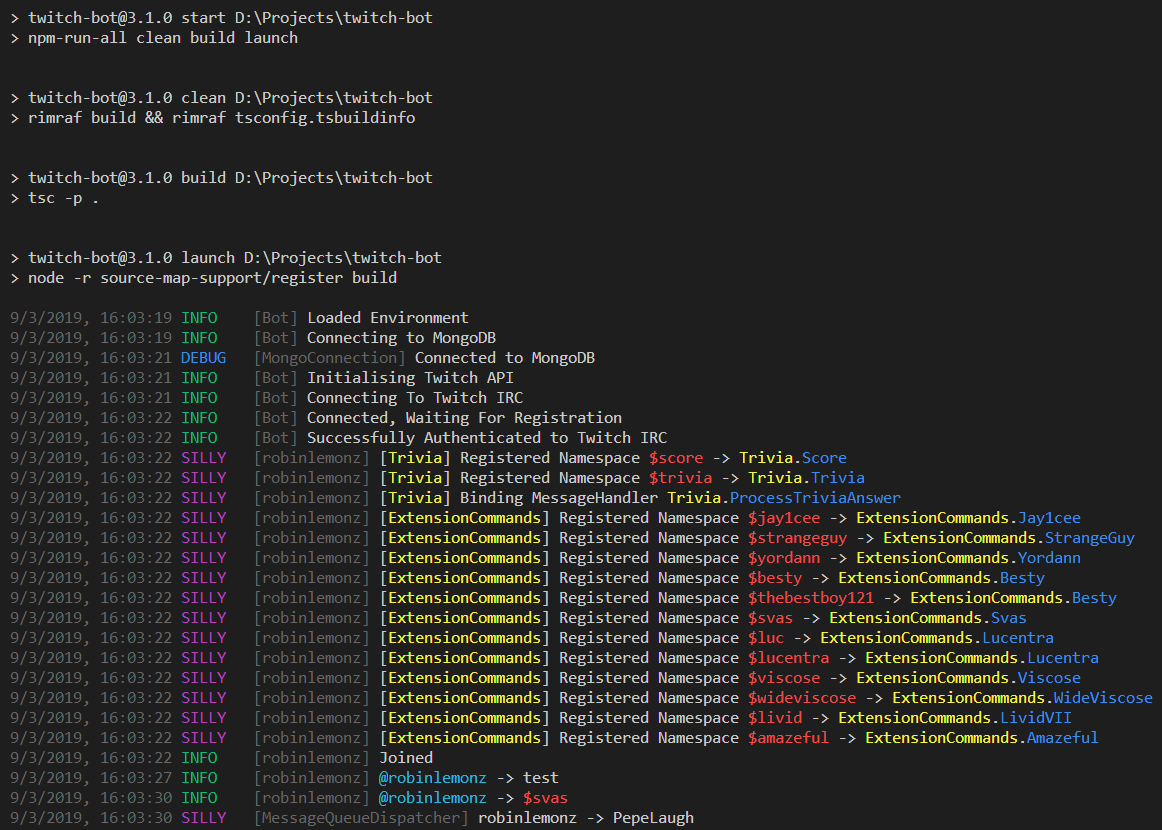 > twitch-bot@3.1.0 start D:\Projects\twitch-bot
> npm-run-all clean build launch
> twitch-bot@3.1.0 clean D:\Projects\twitch-bot
> rimraf build && rimraf tsconfig.tsbuildinfo
> twitch-bot@3.1.0 build D:\Projects\twitch-bot
> tsc -p .
> twitch-bot@3.1.0 launch D:\Projects\twitch-bot
> node -r source-map-support/register build
9/3/2019, 16:03:19 INFO [Bot] Loaded Environment
9/3/2019, 16:03:19 INFO [Bot] Connecting to MongoDB
9/3/2019, 16:03:21 DEBUG [MongoConnection] Connected to MongoDB
9/3/2019, 16:03:21 INFO [Bot] Initialising Twitch API
9/3/2019, 16:03:21 INFO [Bot] Connecting To Twitch IRC
9/3/2019, 16:03:22 INFO [Bot] Connected, Waiting For Registration
9/3/2019, 16:03:22 INFO [Bot] Successfully Authenticated to Twitch IRC
9/3/2019, 16:03:22 SILLY [robinlemonz] [Trivia] Registered Namespace $score -> Trivia.Score
9/3/2019, 16:03:22 SILLY [robinlemonz] [Trivia] Registered Namespace $trivia -> Trivia.Trivia
9/3/2019, 16:03:22 SILLY [robinlemonz] [Trivia] Binding MessageHandler Trivia.ProcessTriviaAnswer
9/3/2019, 16:03:22 SILLY [robinlemonz] [ExtensionCommands] Registered Namespace $jay1cee -> ExtensionCommands.Jay1cee
9/3/2019, 16:03:22 SILLY [robinlemonz] [ExtensionCommands] Registered Namespace $strangeguy -> ExtensionCommands.StrangeGuy
9/3/2019, 16:03:22 SILLY [robinlemonz] [ExtensionCommands] Registered Namespace $yordann -> ExtensionCommands.Yordann
9/3/2019, 16:03:22 SILLY [robinlemonz] [ExtensionCommands] Registered Namespace $besty -> ExtensionCommands.Besty
9/3/2019, 16:03:22 SILLY [robinlemonz] [ExtensionCommands] Registered Namespace $thebestboy121 -> ExtensionCommands.Besty
9/3/2019, 16:03:22 SILLY [robinlemonz] [ExtensionCommands] Registered Namespace $svas -> ExtensionCommands.Svas
9/3/2019, 16:03:22 SILLY [robinlemonz] [ExtensionCommands] Registered Namespace $luc -> ExtensionCommands.Lucentra
9/3/2019, 16:03:22 SILLY [robinlemonz] [ExtensionCommands] Registered Namespace $lucentra -> ExtensionCommands.Lucentra
9/3/2019, 16:03:22 SILLY [robinlemonz] [ExtensionCommands] Registered Namespace $viscose -> ExtensionCommands.Viscose
9/3/2019, 16:03:22 SILLY [robinlemonz] [ExtensionCommands] Registered Namespace $wideviscose -> ExtensionCommands.WideViscose
9/3/2019, 16:03:22 SILLY [robinlemonz] [ExtensionCommands] Registered Namespace $livid -> ExtensionCommands.LividVII
9/3/2019, 16:03:22 SILLY [robinlemonz] [ExtensionCommands] Registered Namespace $amazeful -> ExtensionCommands.Amazeful
9/3/2019, 16:03:22 INFO [robinlemonz] Joined
9/3/2019, 16:03:27 INFO [robinlemonz] @robinlemonz -> test
9/3/2019, 16:03:30 INFO [robinlemonz] @robinlemonz -> $svas
9/3/2019, 16:03:30 SILLY [MessageQueueDispatcher] robinlemonz -> PepeLaugh